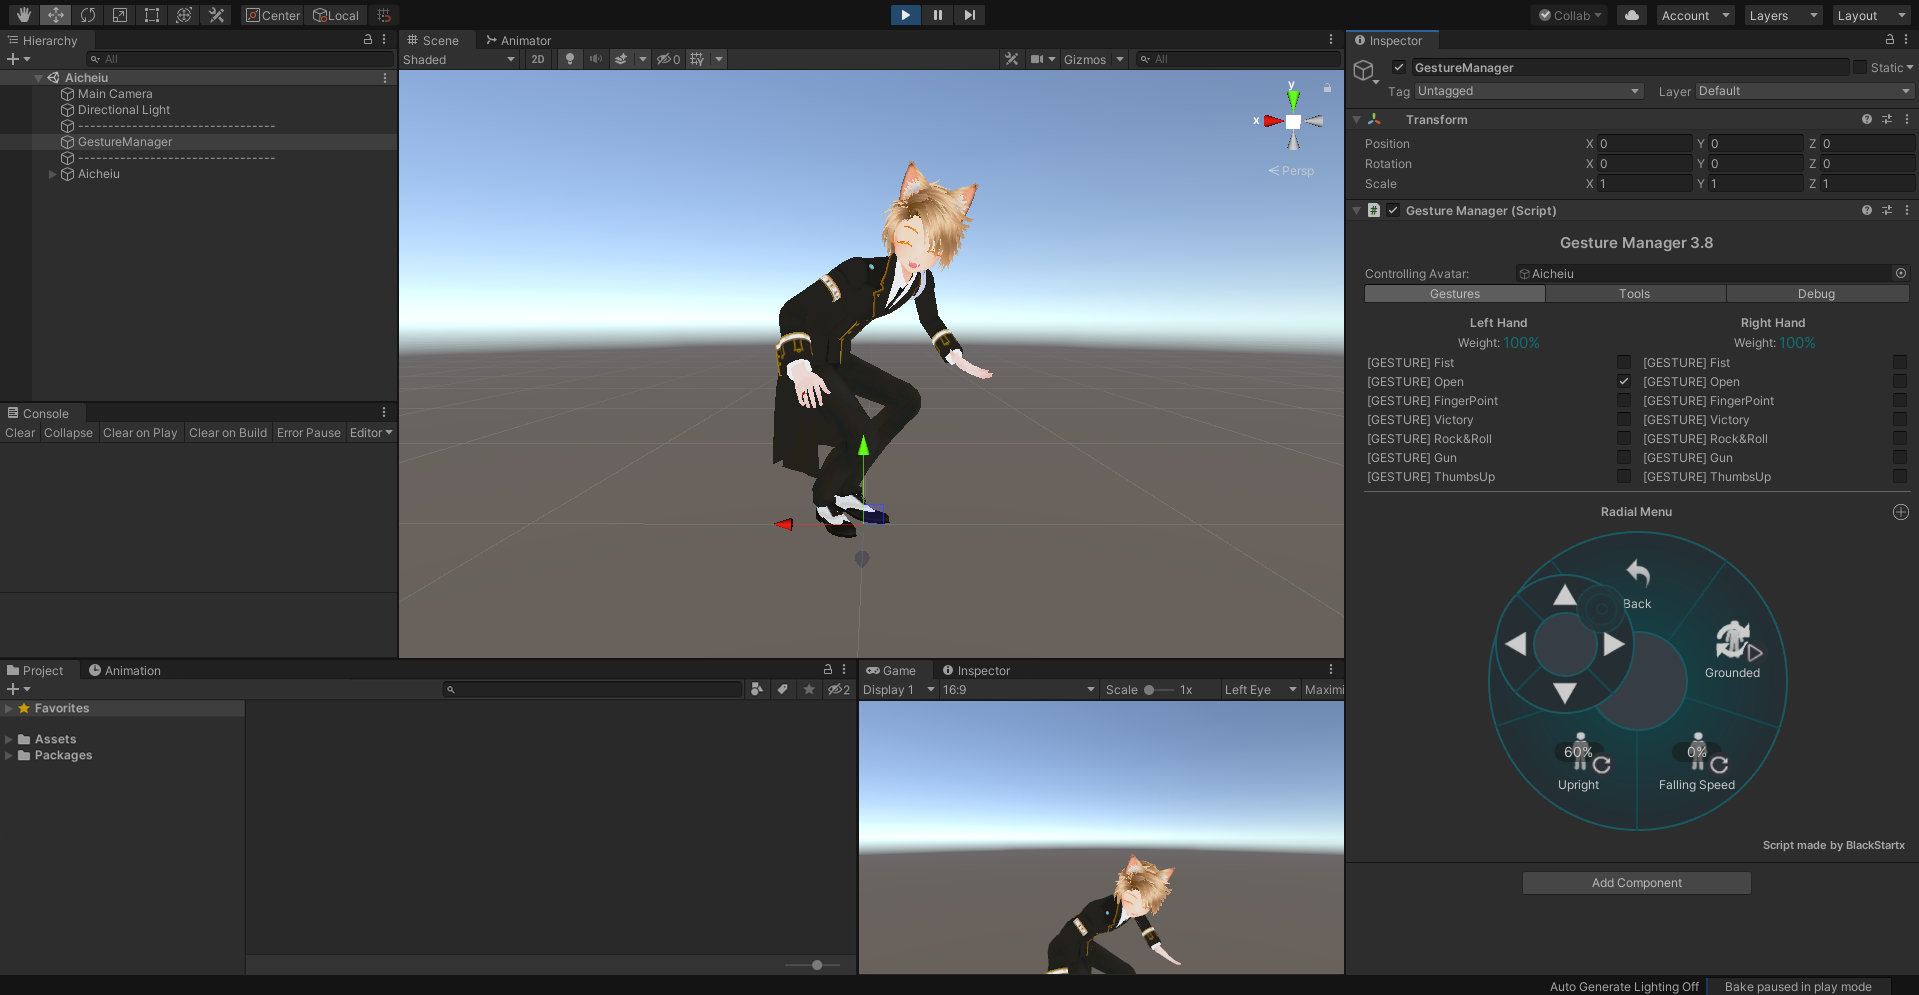 Center Local
Collab Account Layers Layout
Hierarchy
All
Aicheiu
Main Camera
Directional Light
---------------------------------
GestureManager
---------------------------------
Aicheiu
Console
Clear Collapse Clear on Play Clear on Build Error Pause Editor
Scene Animator
Shaded 2D 0 Gizmos All
y
x
Persp
Project Animation
2
Favorites
Assets
Packages
Game Inspector
Display 1 16:9 Scale 1x Left Eye Maximi
Inspector
GestureManager Static
Tag Untagged Layer Default
Transform
Position X 0 Y 0 Z 0
Rotation X 0 Y 0 Z 0
Scale X 1 Y 1 Z 1
# Gesture Manager (Script)
Gesture Manager 3.8
Controlling Avatar: Aicheiu
Gestures Tools Debug
Left Hand Right Hand
Weight: 100% Weight: 100%
[GESTURE] Fist [GESTURE] Fist
[GESTURE] Open [GESTURE] Open
[GESTURE] FingerPoint [GESTURE] FingerPoint
[GESTURE] Victory [GESTURE] Victory
[GESTURE] Rock&Roll [GESTURE] Rock&Roll
[GESTURE] Gun [GESTURE] Gun
[GESTURE] ThumbsUp [GESTURE] ThumbsUp
Radial Menu
Back
Grounded
60% 0%
Upright Falling Speed
Script made by BlackStartx
Add Component
Auto Generate Lighting Off Bake paused in play mode